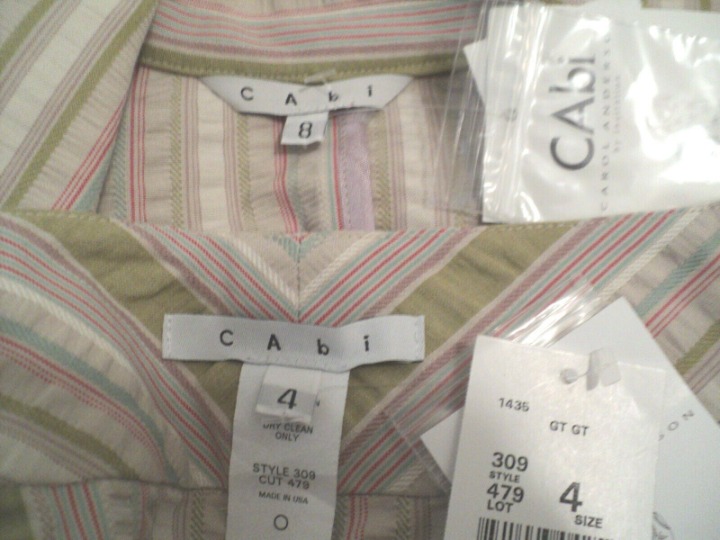 CAbi
8
CAbi
CAROL ANDERS
CAbi
4
DRY CLEAN
ONLY
STYLE 309
CUT 479
MADE IN USA
O
1435
GT GT
309
STYLE
479
LOT
4
SIZE
SON